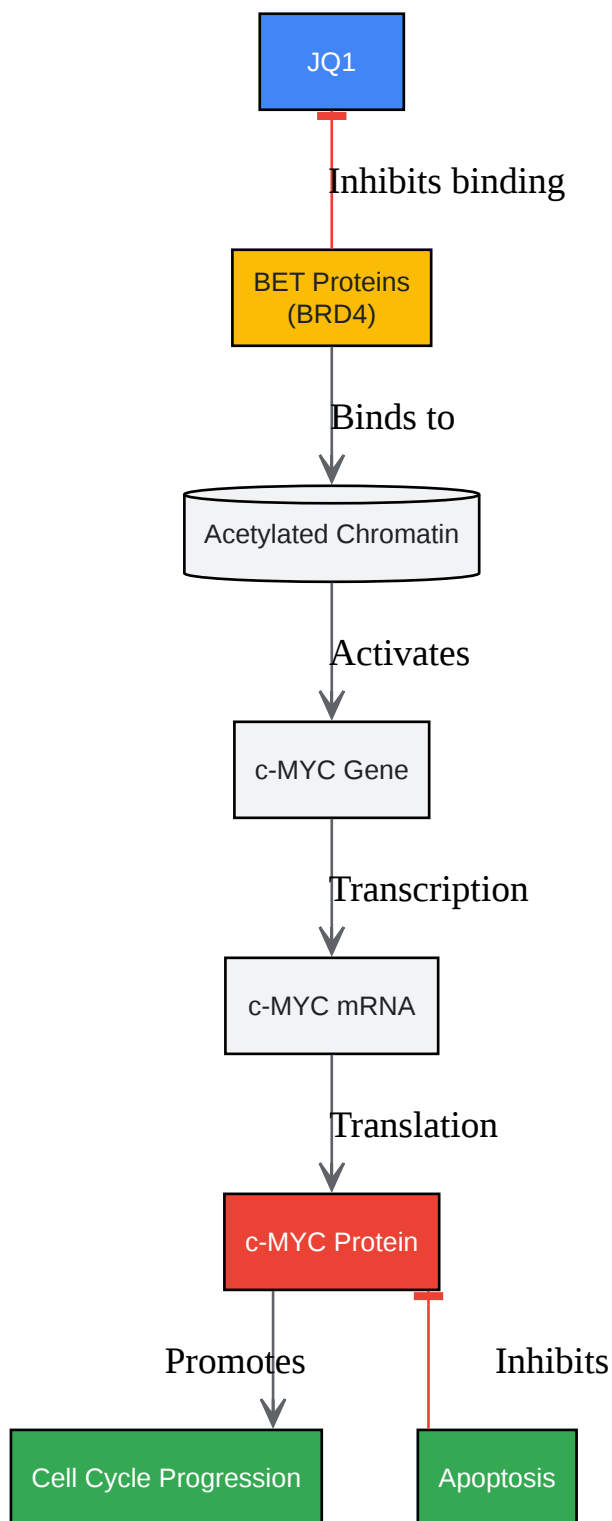 JQ1
Inhibits binding
BET Proteins
(BRD4)
Binds to
Acetylated Chromatin
Activates
c-MYC Gene
Transcription
c-MYC mRNA
Translation
c-MYC Protein
Promotes
Inhibits
Cell Cycle Progression
Apoptosis